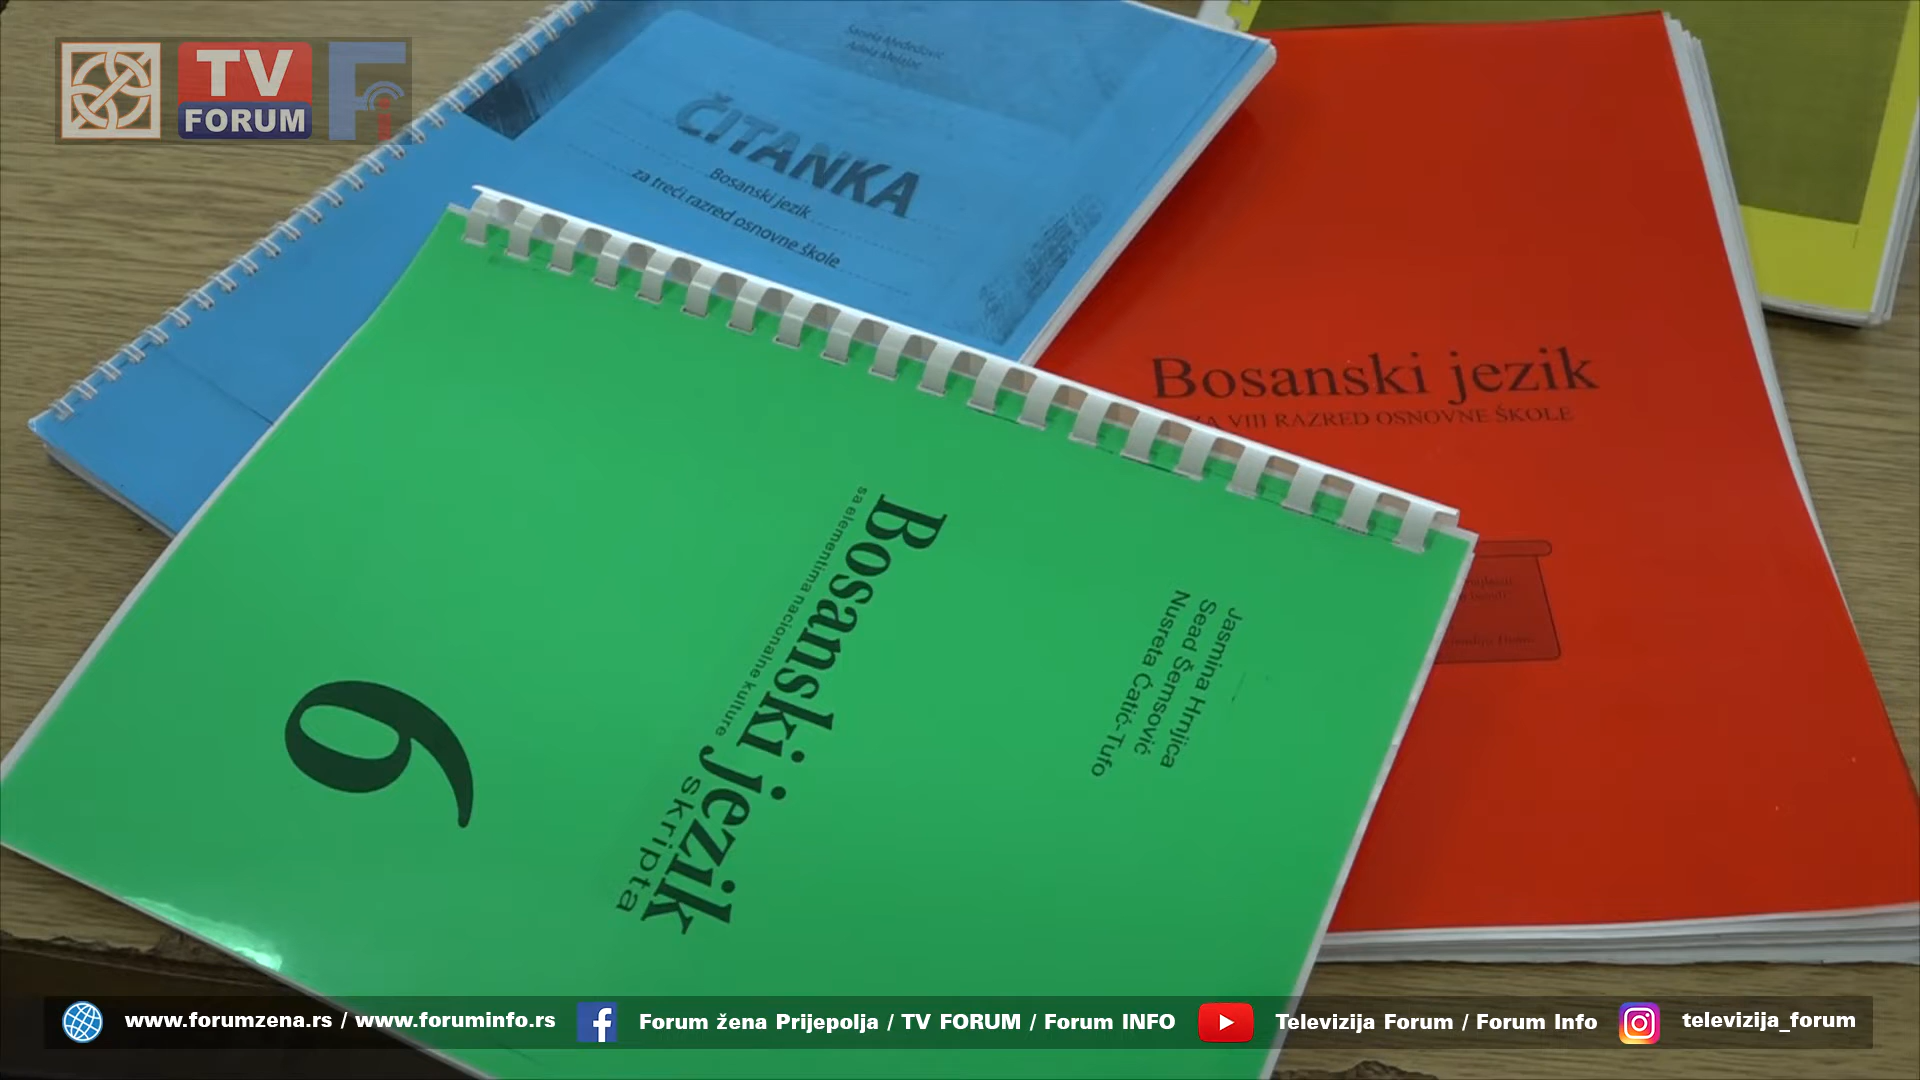 TV
FORUM
F
ČITANKA
Bosanski jezik
za treći razred osnovne škole
Bosanski jezik
ZA VIII RAZRED OSNOVNE ŠKOLE
Jasmina Hrnjica
Sead Šemsović
Nusreta Ćatić-Tufo
Bosanski jezik
sa elementima nacionalne kulture
skripta
6
www.forumzena.rs / www.foruminfo.rs
Forum žena Prijepolja / TV FORUM / Forum INFO
Televizija Forum / Forum Info
televizija_forum